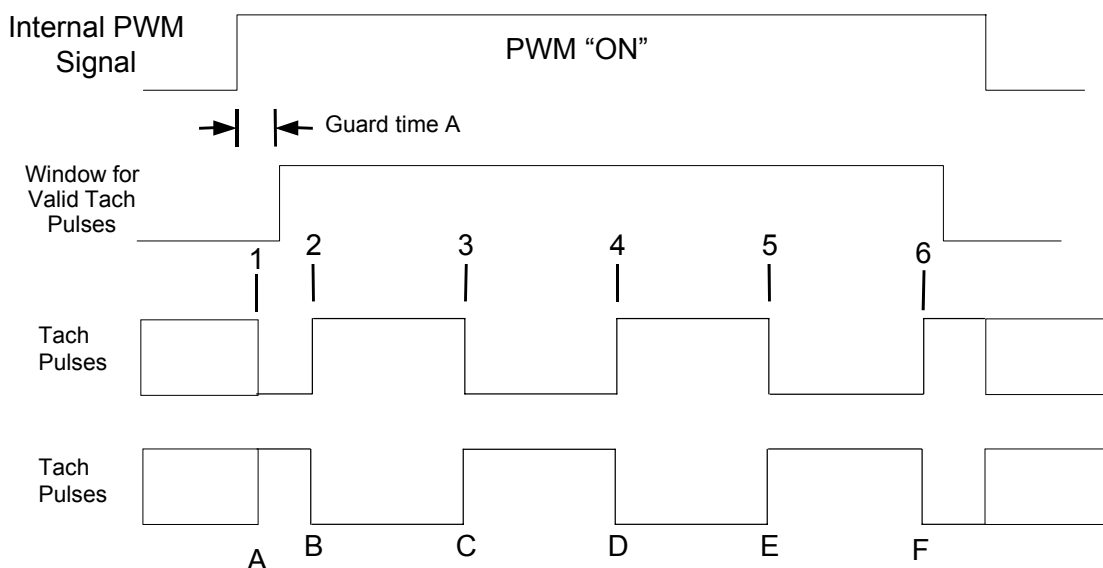 Internal PWM
Signal
PWM “ON”
Guard time A
Window for
Valid Tach
Pulses
1
2
3
4
5
6
Tach
Pulses
Tach
Pulses
A
B
C
D
E
F